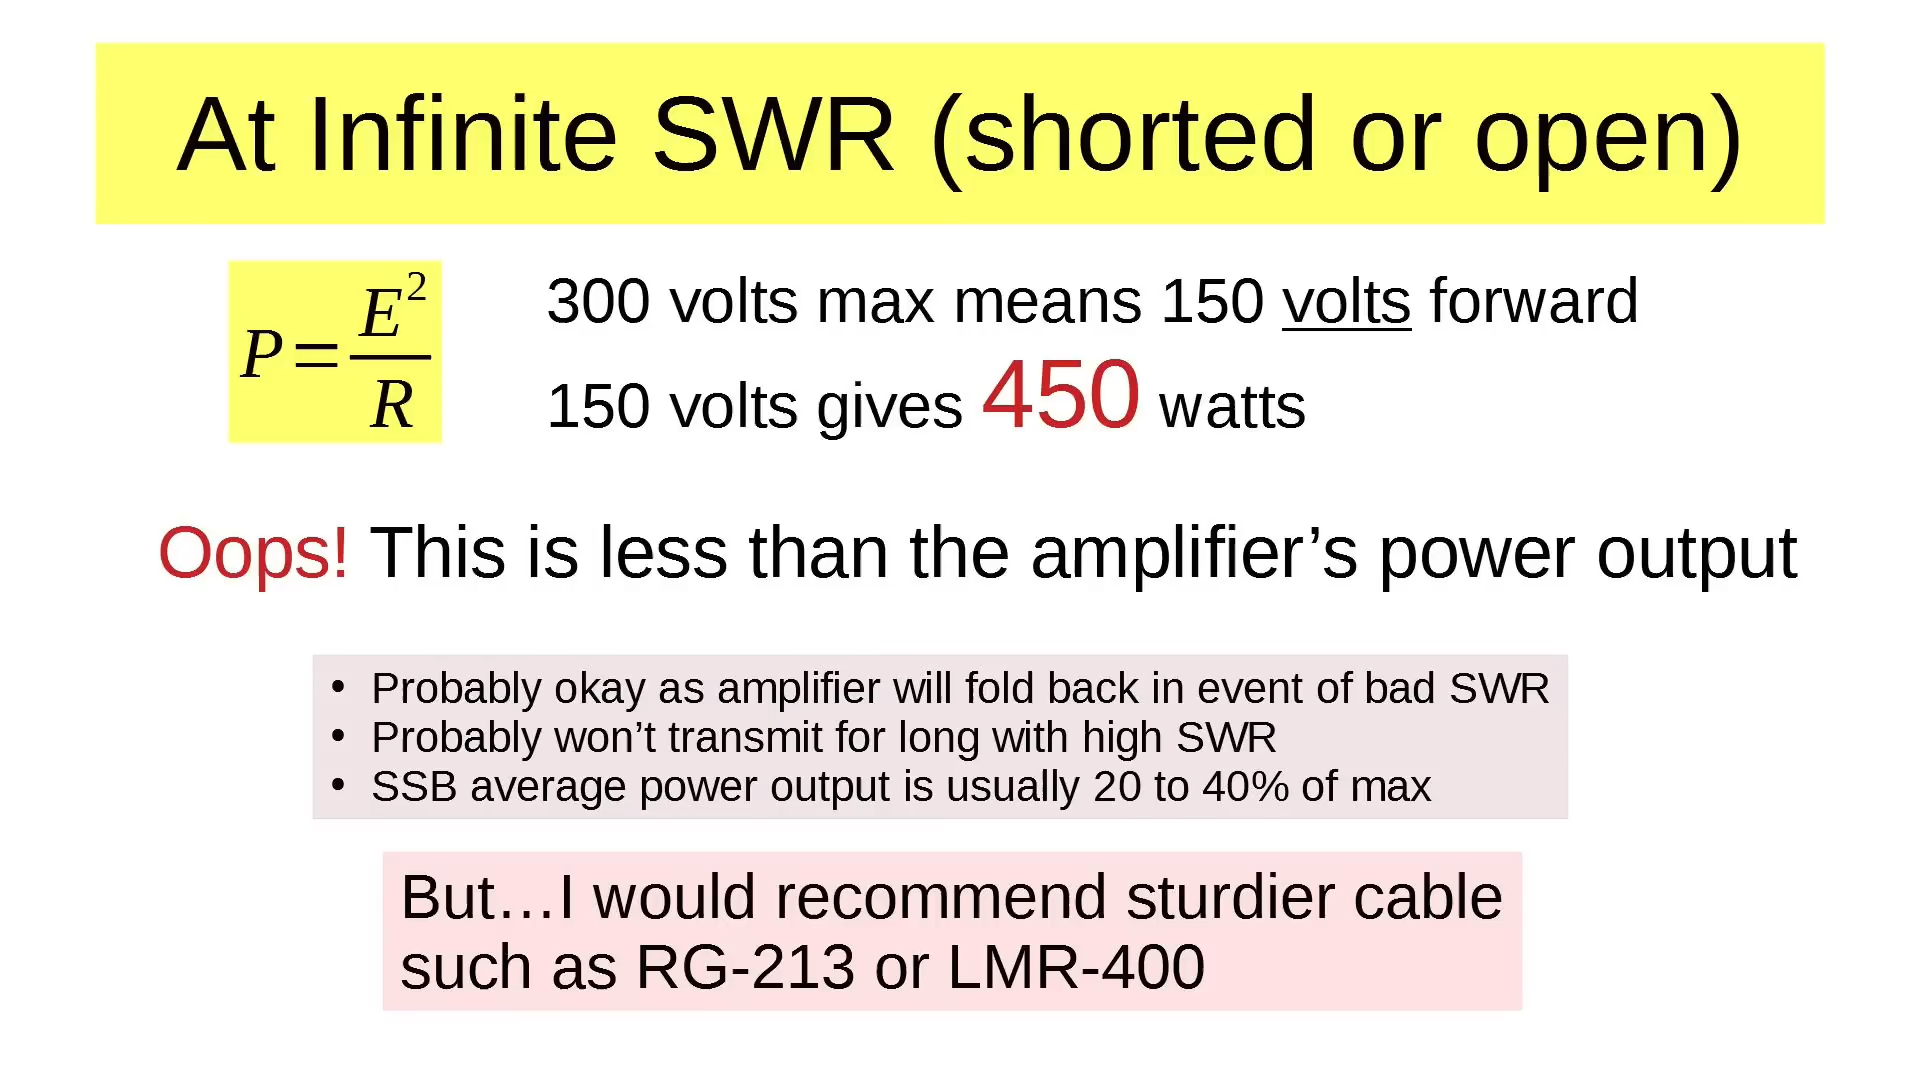 At Infinite SWR (shorted or open)
P=E²/R
300 volts max means 150 volts forward
150 volts gives 450 watts
Oops! This is less than the amplifier’s power output
• Probably okay as amplifier will fold back in event of bad SWR
• Probably won’t transmit for long with high SWR
• SSB average power output is usually 20 to 40% of max
But…I would recommend sturdier cable
such as RG-213 or LMR-400